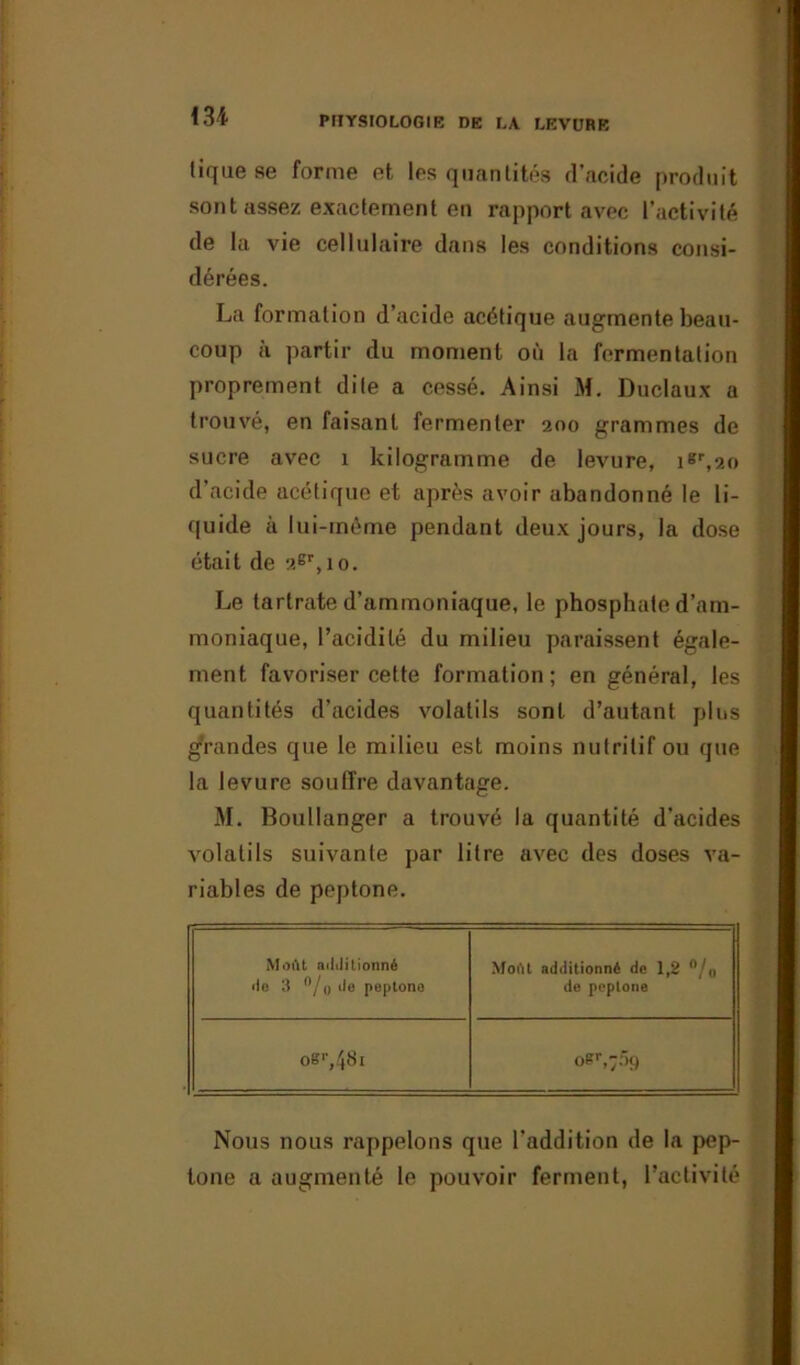 134
PHYSIOLOGIE DE LA LEVURE
tique se forme et les quantités d'acide produit
sont assez exactement en rapport avec l'activité
de la vie cellulaire dans les conditions consi-
dérées.
La formation d'acide acétique augmente beau-
coup à partir du moment où la fermentation
proprement dite a cessé. Ainsi M. Duclaux a
trouvé, en faisant fermenter 200 grammes de
sucre avec 1 kilogramme de levure, 1gr,20
d'acide acétique et après avoir abandonné le li-
quide à lui-même pendant deux jours, la dose
était de 2gr,10.
Le tartrate d'ammoniaque, le phosphate d'am-
moniaque, l'acidité du milieu paraissent égale-
ment favoriser cette formation; en général, les
quantités d'acides volatils sont d'autant plus
grandes que le milieu est moins nutritif ou que
la levure souffre davantage.
M. Boullanger a trouvé la quantité d'acides
volatils suivante par litre avec des doses va-
riables de peptone.
Moût additionné
de 3 0/0 de peptone
Moût additionné de 1,2 0/0
de peptone
0gr,481
0gr,759
Nous nous rappelons que l'addition de la pep-
tone a augmenté le pouvoir ferment, l'activité